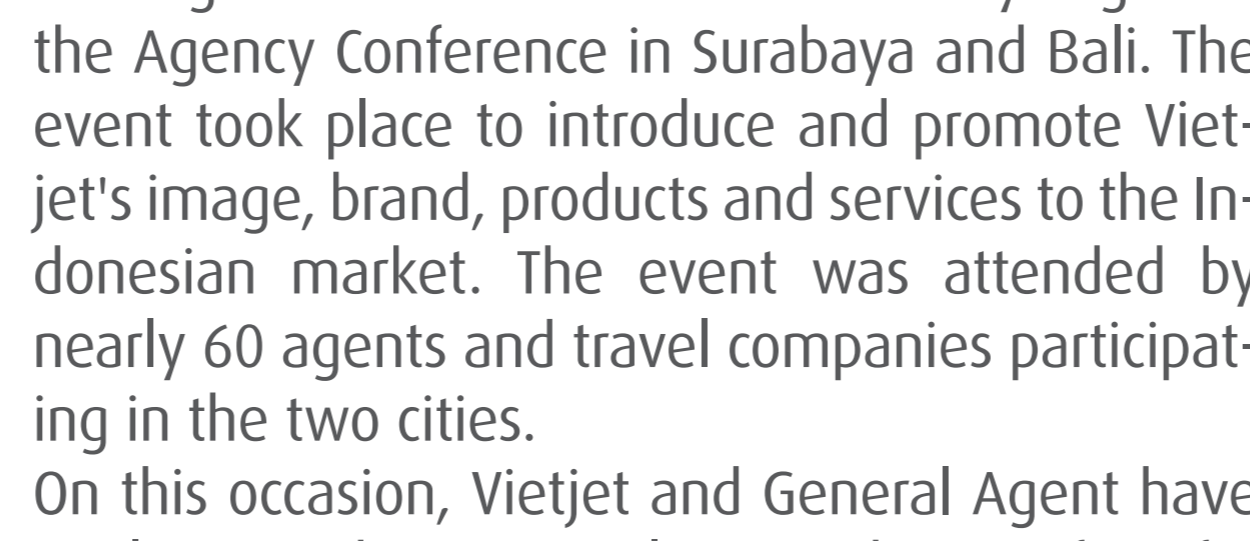 the Agency Conference in Surabaya and Bali. The
event took place to introduce and promote Viet-
jet's image, brand, products and services to the In-
donesian market. The event was attended by
nearly 60 agents and travel companies participat-
ing in the two cities.
On this occasion, Vietjet and General Agent have